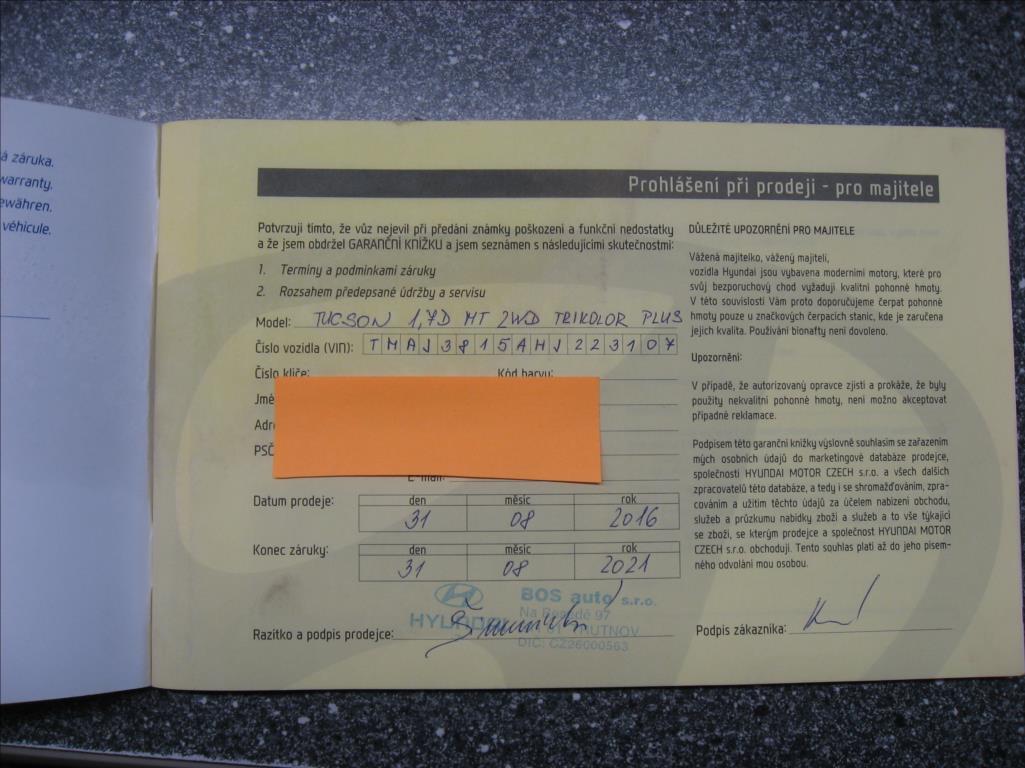 á záruka.
warranty.
ewähren.
véhicule.
Prohlášení při prodeji - pro majitele
Potvrzuji tímto, že vůz nejevil při předání známky poškození a funkční nedostatky
a že jsem obdržel GARANČNÍ KNÍŽKU a jsem seznámen s následujícími skutečnostmi:
1. Termíny a podmínkami záruky
2. Rozsahem předepsané údržby a servisu
Model: TUCSON 1,7D MT 2WD TRIKOLOR PLUS
Číslo vozidla (VIN): TMAJ3815AHJ223107
Číslo klíče: Kód barvu:
Jmé
Adre
PSČ
E-mail:
Datum prodeje: den měsíc rok
31 08 2016
Konec záruky: den měsíc rok
31 08 2021
HYUNDAI
BOS auto s.r.o.
97
TRUTNOV
DIČ: CZ26000563
Razítko a podpis prodejce:
DŮLEŽITÉ UPOZORNĚNÍ PRO MAJITELE
Vážená majitelko, vážený majiteli,
vozidla Hyundai jsou vybavena moderními motory, které pro
svůj bezporuchový chod vyžadují kvalitní pohonné hmoty.
V této souvislosti Vám proto doporučujeme čerpat pohonné
hmoty pouze u značkových čerpacích stanic, kde je zaručena
jejich kvalita. Používání bionafty není dovoleno.
Upozornění:
V případě, že autorizovaný opravce zjistí a prokáže, že byly
použity nekvalitní pohonné hmoty, není možno akceptovat
případné reklamace.
Podpisem této garanční knížky výslovně souhlasím se zařazením
mých osobních údajů do marketingové databáze prodejce,
společnosti HYUNDAI MOTOR CZECH s.r.o. a všech dalších
zpracovatelů této databáze, a tedy i se shromažďováním, zpra-
cováním a užitím těchto údajů za účelem nabízení obchodu,
služeb a průzkumu nabídky zboží a služeb a to vše týkající
se zboží, se kterým prodejce a společnost HYUNDAI MOTOR
CZECH s.r.o. obchodují. Tento souhlas platí až do jeho písem-
ného odvolání mou osobou.
Podpis zákazníka: